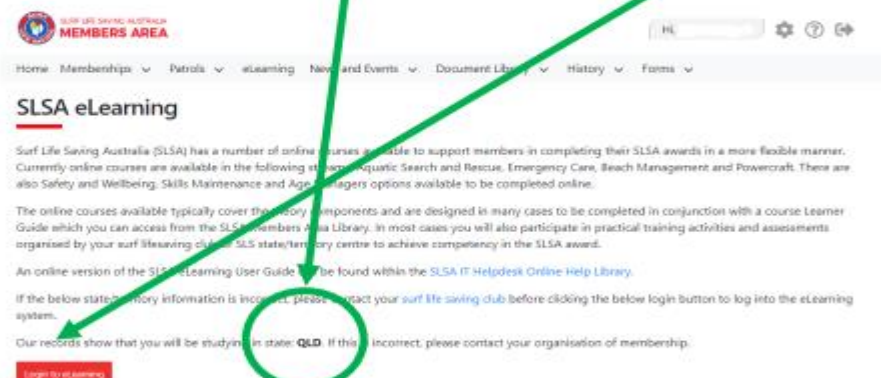 SURF LIFE SAVING AUSTRALIA
MEMBERS AREA
Hi,
Home Memberships Patrols eLearning News and Events Document Library History Forms
SLSA eLearning
Surf Life Saving Australia (SLSA) has a number of online courses available to support members in completing their SLSA awards in a more flexible manner.
Currently online courses are available in the following streams: Aquatic Search and Rescue, Emergency Care, Beach Management and Powercraft. There are
also Safety and Wellbeing, Skills Maintenance and Age Managers options available to be completed online.
The online courses available typically cover the theory components and are designed in many cases to be completed in conjunction with a course Learner
Guide which you can access from the SLSA Members Area Library. In most cases you will also participate in practical training activities and assessments
organised by your surf lifesaving club or SLS state/territory centre to achieve competency in the SLSA award.
An online version of the SLSA eLearning User Guide can be found within the SLSA IT Helpdesk Online Help Library.
If the below state/territory information is incorrect, please contact your surf life saving club before clicking the below login button to log into the eLearning
system.
Our records show that you will be studying in state: QLD. If this is incorrect, please contact your organisation of membership.
Login to eLearning